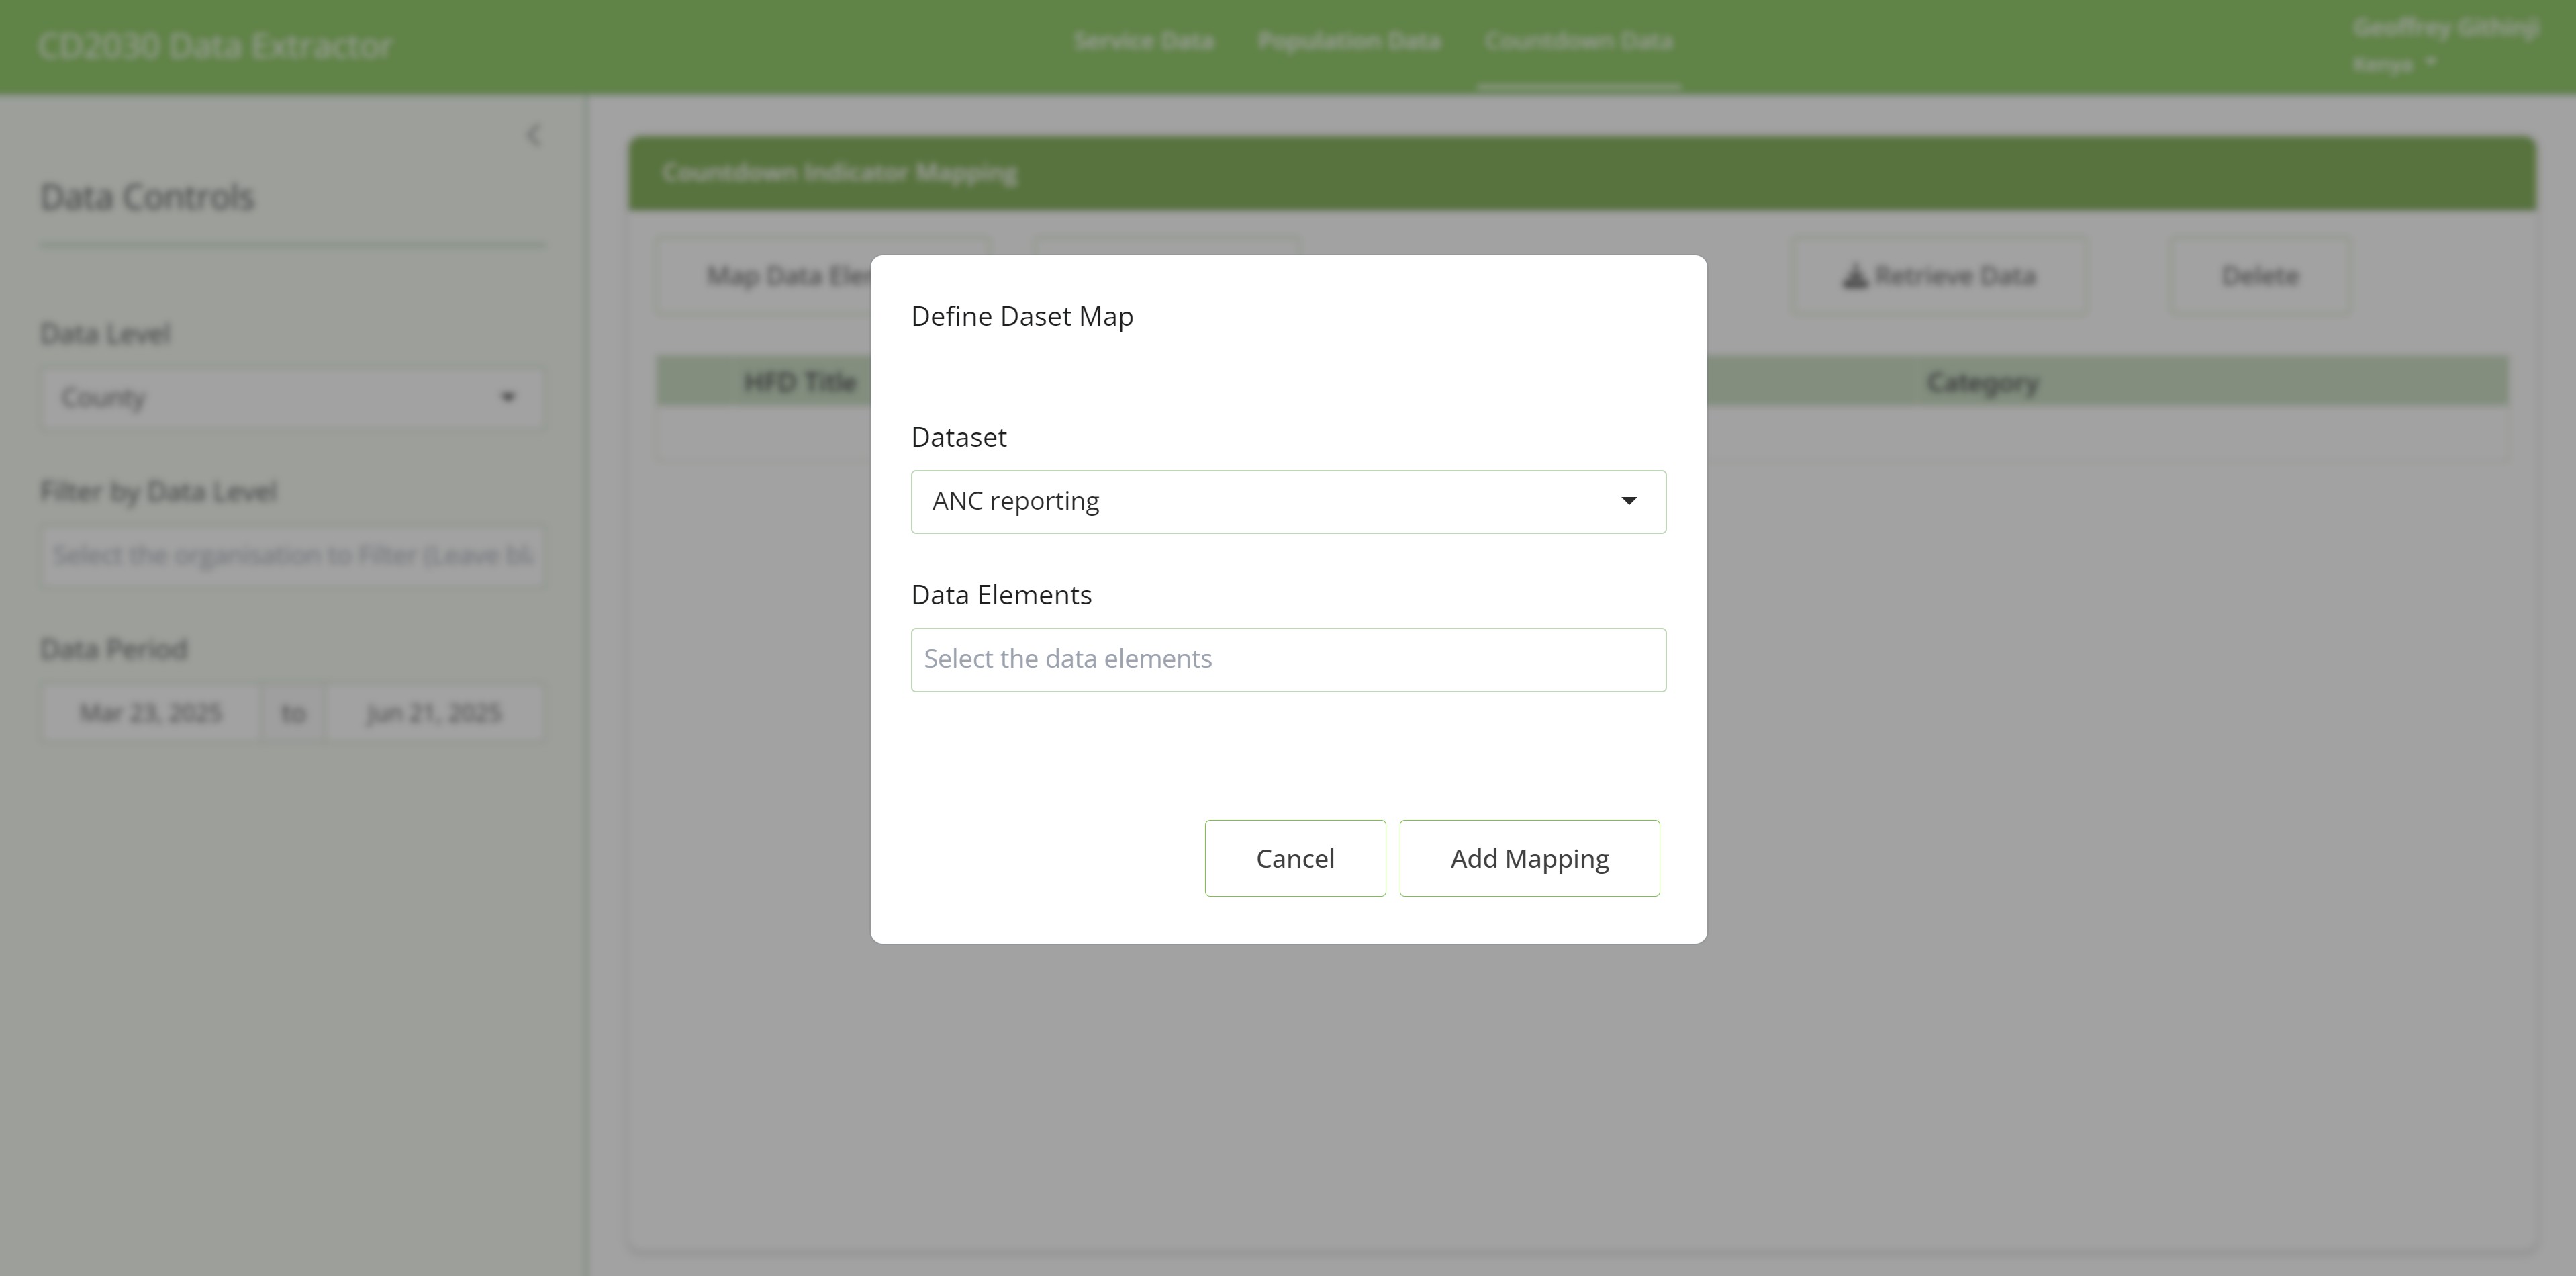 CD2030 Data Extractor
Service Data
Population Data
Countdown Data
Geoffrey Githinji
Kenya
Data Controls
Data Level
County
Filter by Data Level
Select the organisation to Filter (Leave bl
Data Period
Mar 23, 2025 to Jun 21, 2025
Countdown Indicator Mapping
Map Data Ele
Retrieve Data
Delete
HFD Title
Category
Define Daset Map
Dataset
ANC reporting
Data Elements
Select the data elements
Cancel
Add Mapping